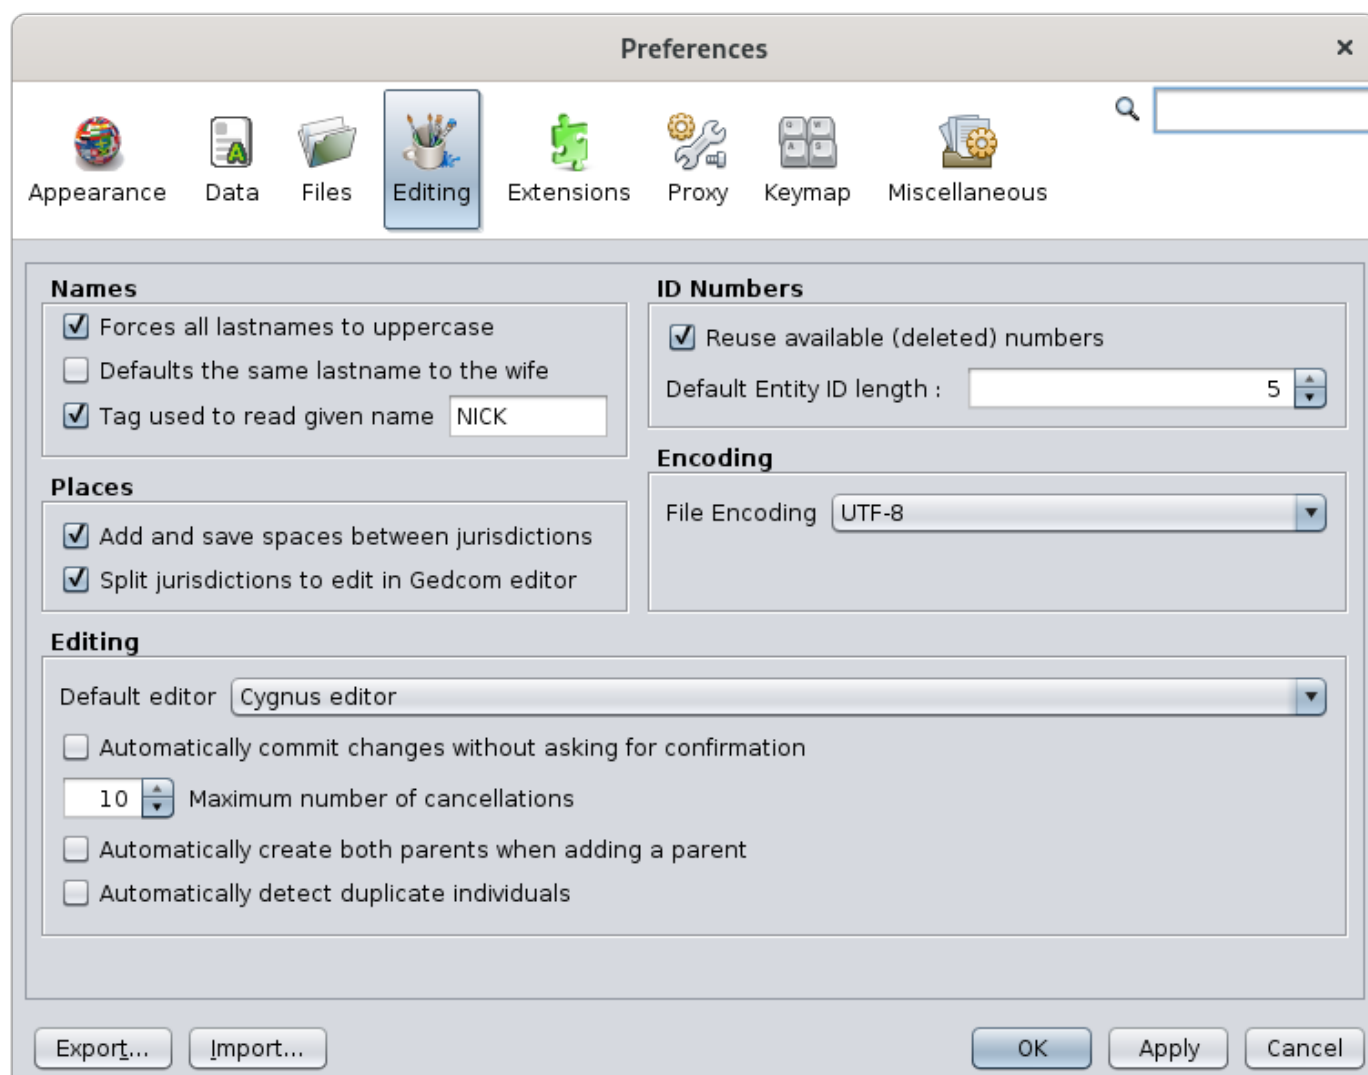 Preferences
Appearance Data Files Editing Extensions Proxy Keymap Miscellaneous
Names
Forces all lastnames to uppercase
Defaults the same lastname to the wife
Tag used to read given name NICK
Places
Add and save spaces between jurisdictions
Split jurisdictions to edit in Gedcom editor
ID Numbers
Reuse available (deleted) numbers
Default Entity ID length : 5
Encoding
File Encoding UTF-8
Editing
Default editor Cygnus editor
Automatically commit changes without asking for confirmation
10 Maximum number of cancellations
Automatically create both parents when adding a parent
Automatically detect duplicate individuals
Export... Import... OK Apply Cancel